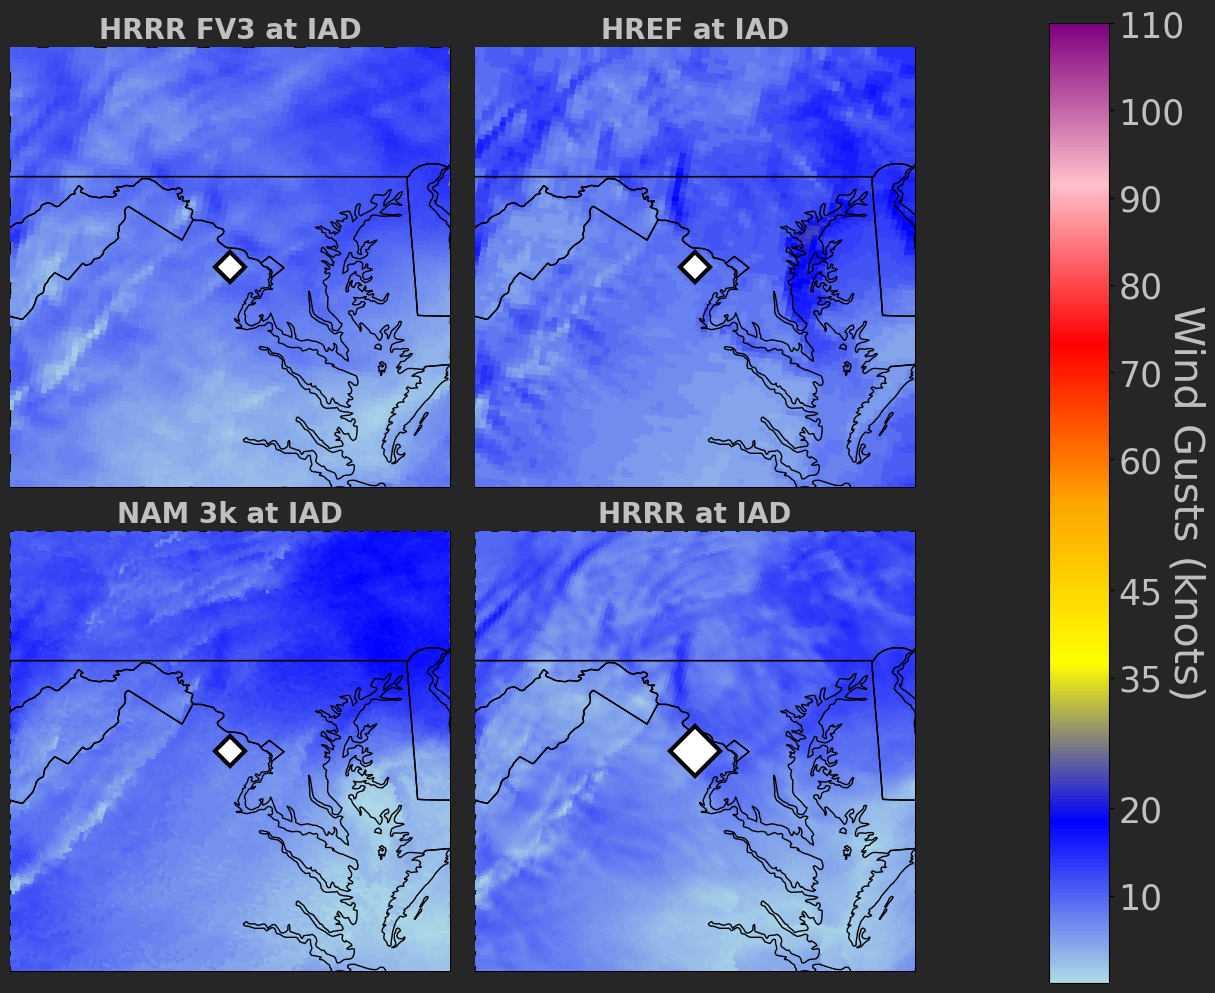 HRRR FV3 at IAD
HREF at IAD
NAM 3k at IAD
HRRR at IAD
110
100
90
80
70
60
45
35
20
10
Wind Gusts (knots)